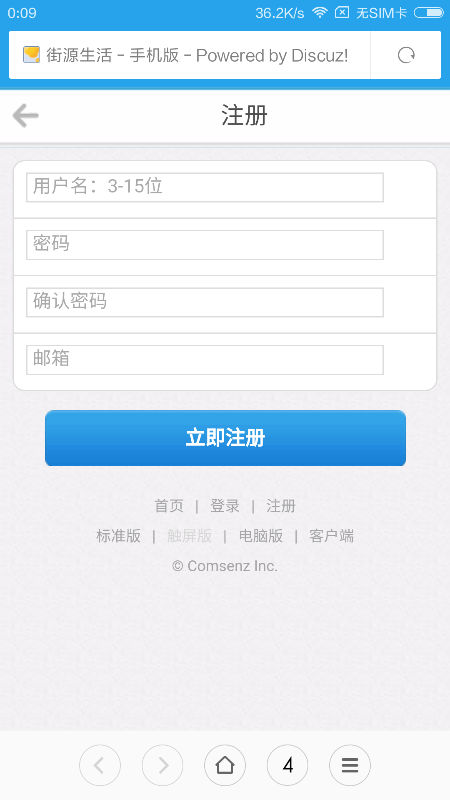 0:09 36.2K/s 无SIM卡
街源生活 - 手机版 - Powered by Discuz!
注册
用户名：3-15位
密码
确认密码
邮箱
立即注册
首页 | 登录 | 注册
标准版 | 触屏版 | 电脑版 | 客户端
© Comsenz Inc.
4